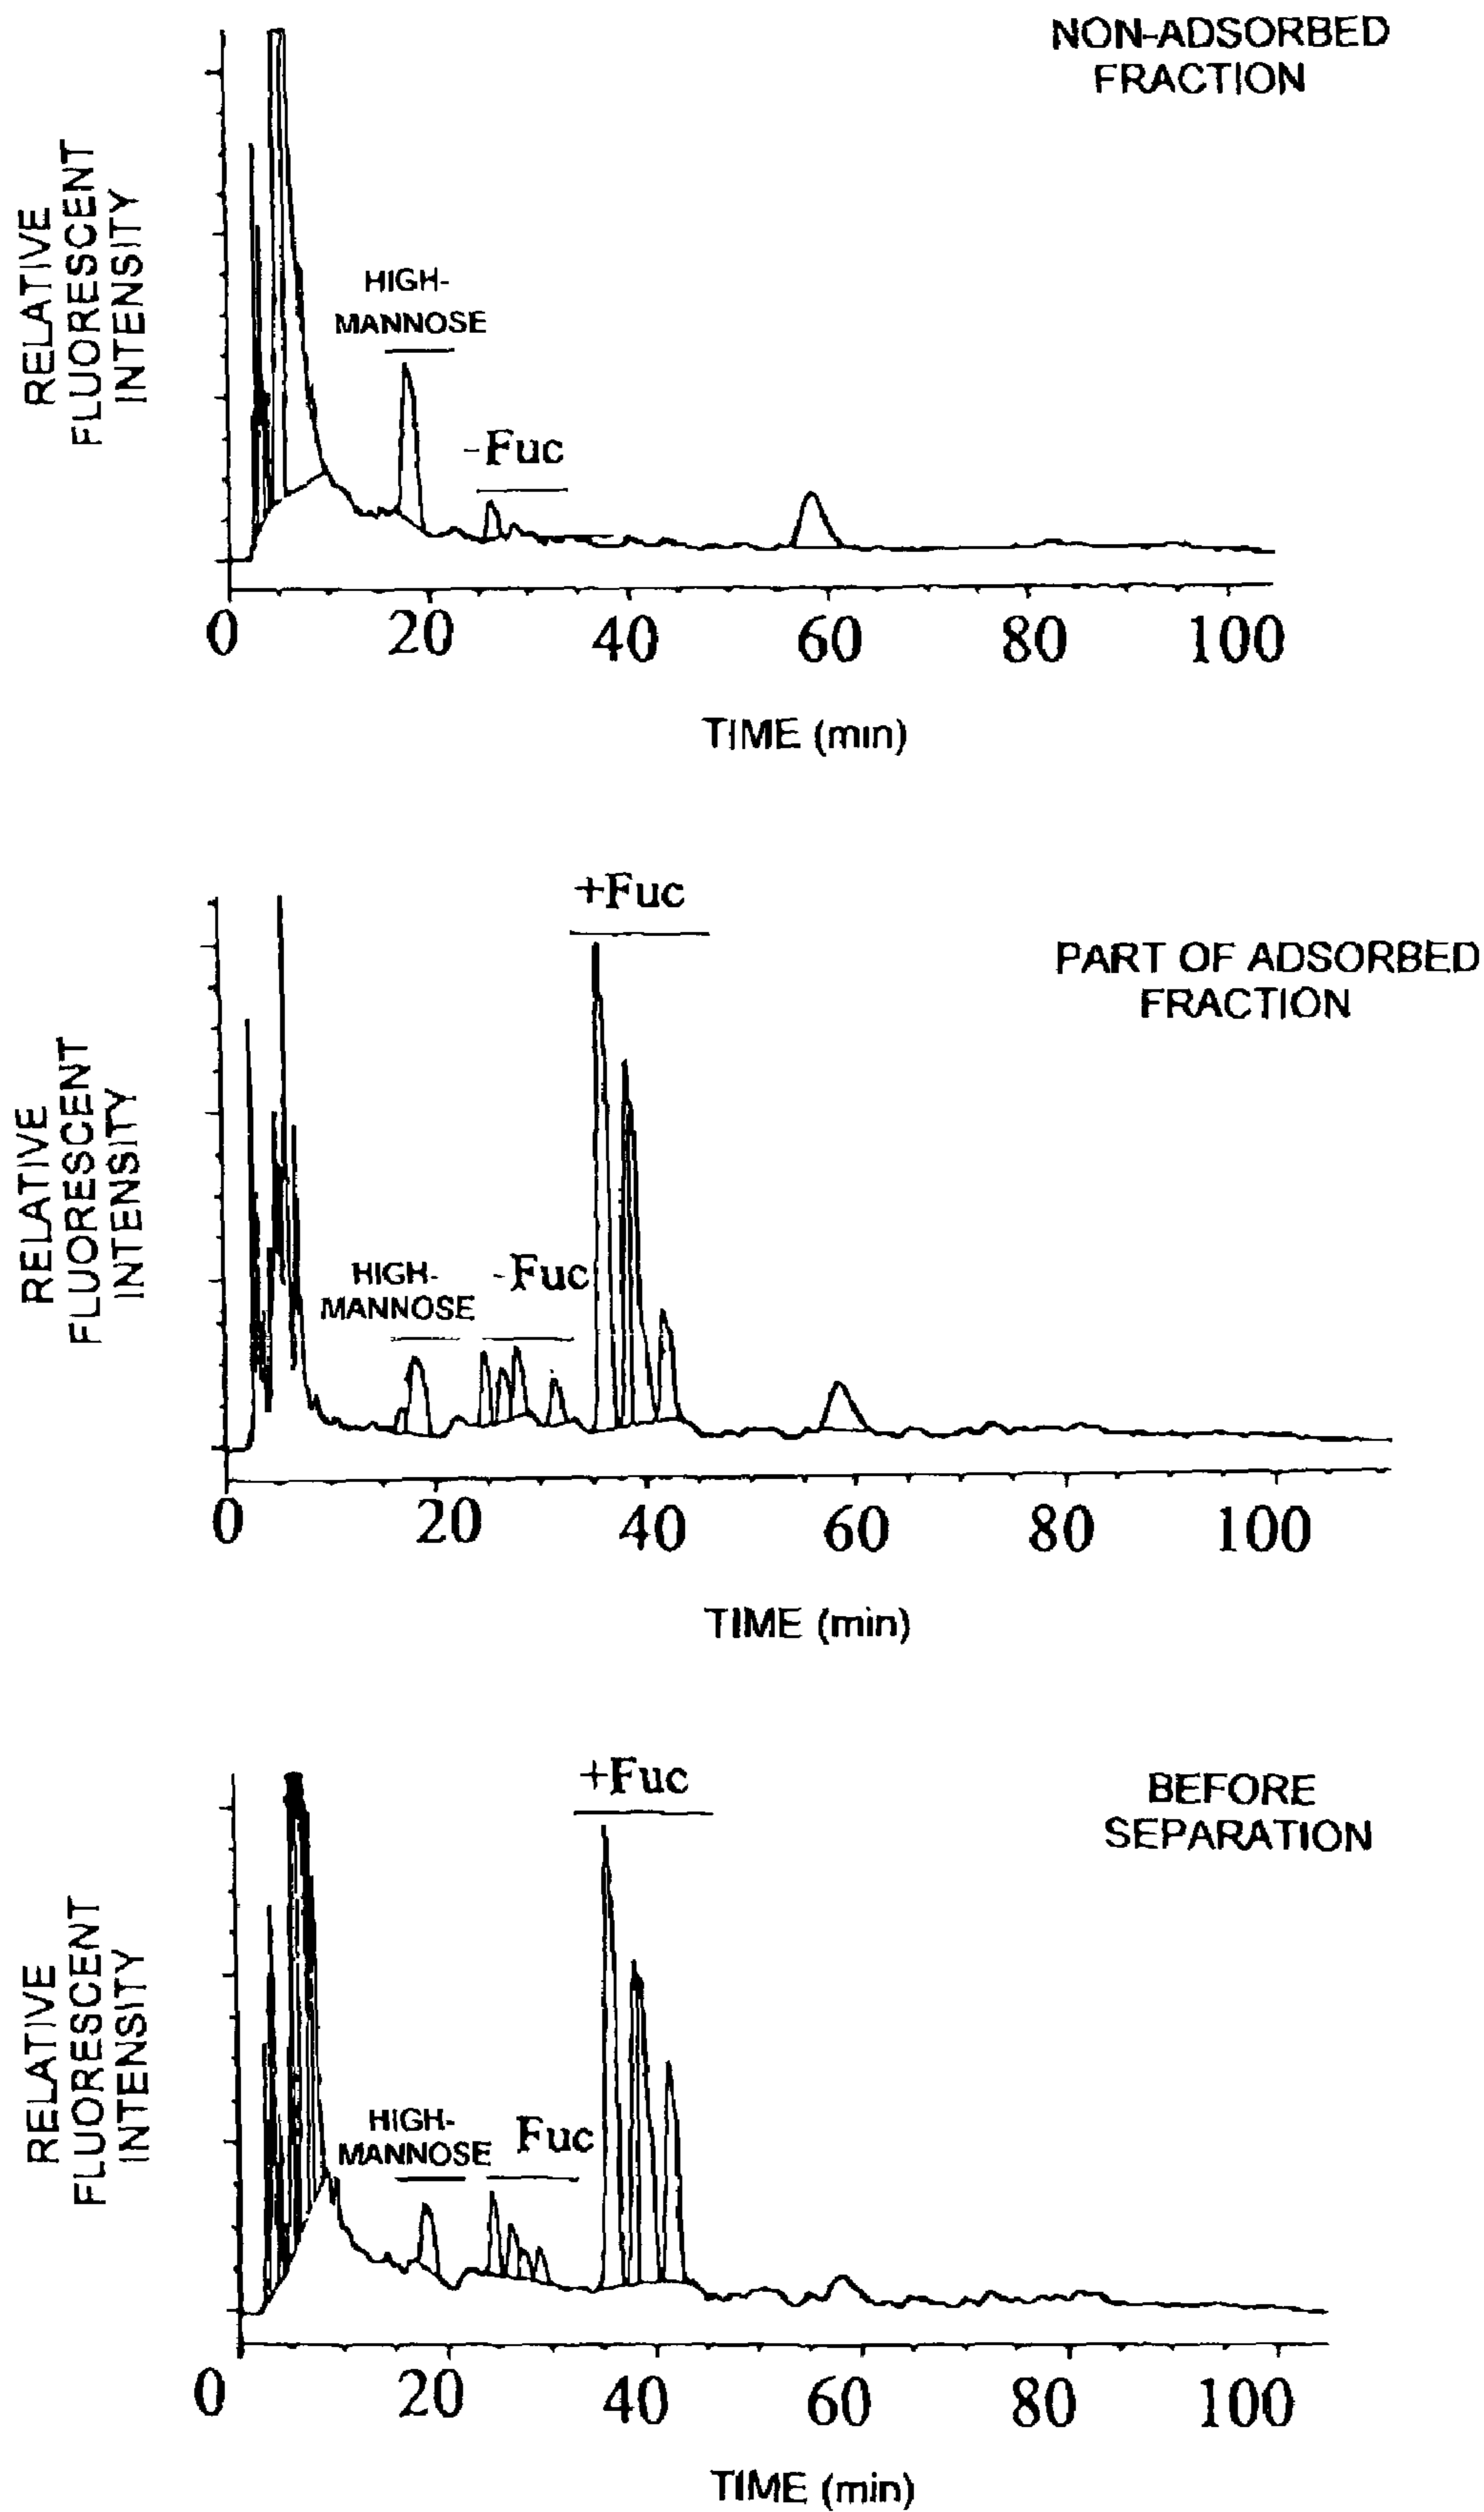 NON-ADSORBED
FRACTION
RELATIVE
FLUORESCENT
INTENSITY
HIGH-
MANNOSE
-Fuc
0 20 40 60 80 100
TIME (min)
+Fuc
PART OF ADSORBED
FRACTION
RELATIVE
FLUORESCENT
INTENSITY
HIGH-
MANNOSE
-Fuc
0 20 40 60 80 100
TIME (min)
+Fuc
BEFORE
SEPARATION
RELATIVE
FLUORESCENT
INTENSITY
HIGH-
MANNOSE
Fuc
0 20 40 60 80 100
TIME (min)